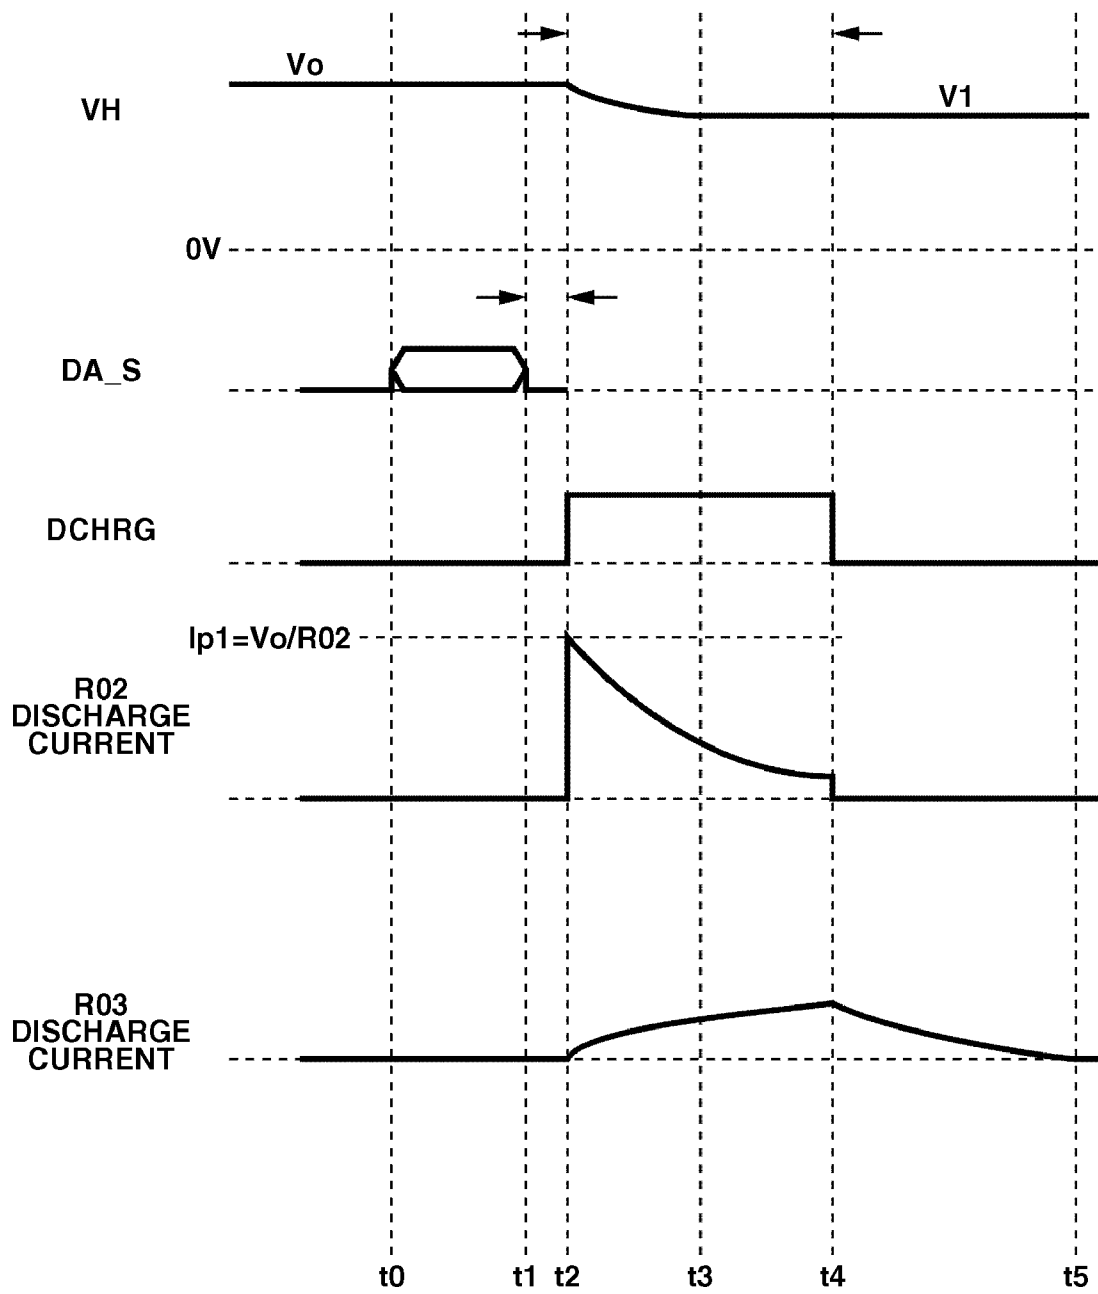 Vo
VH
V1
0V
DA_S
DCHRG
Ip1=Vo/R02
R02
DISCHARGE
CURRENT
R03
DISCHARGE
CURRENT
t0 t1 t2 t3 t4 t5